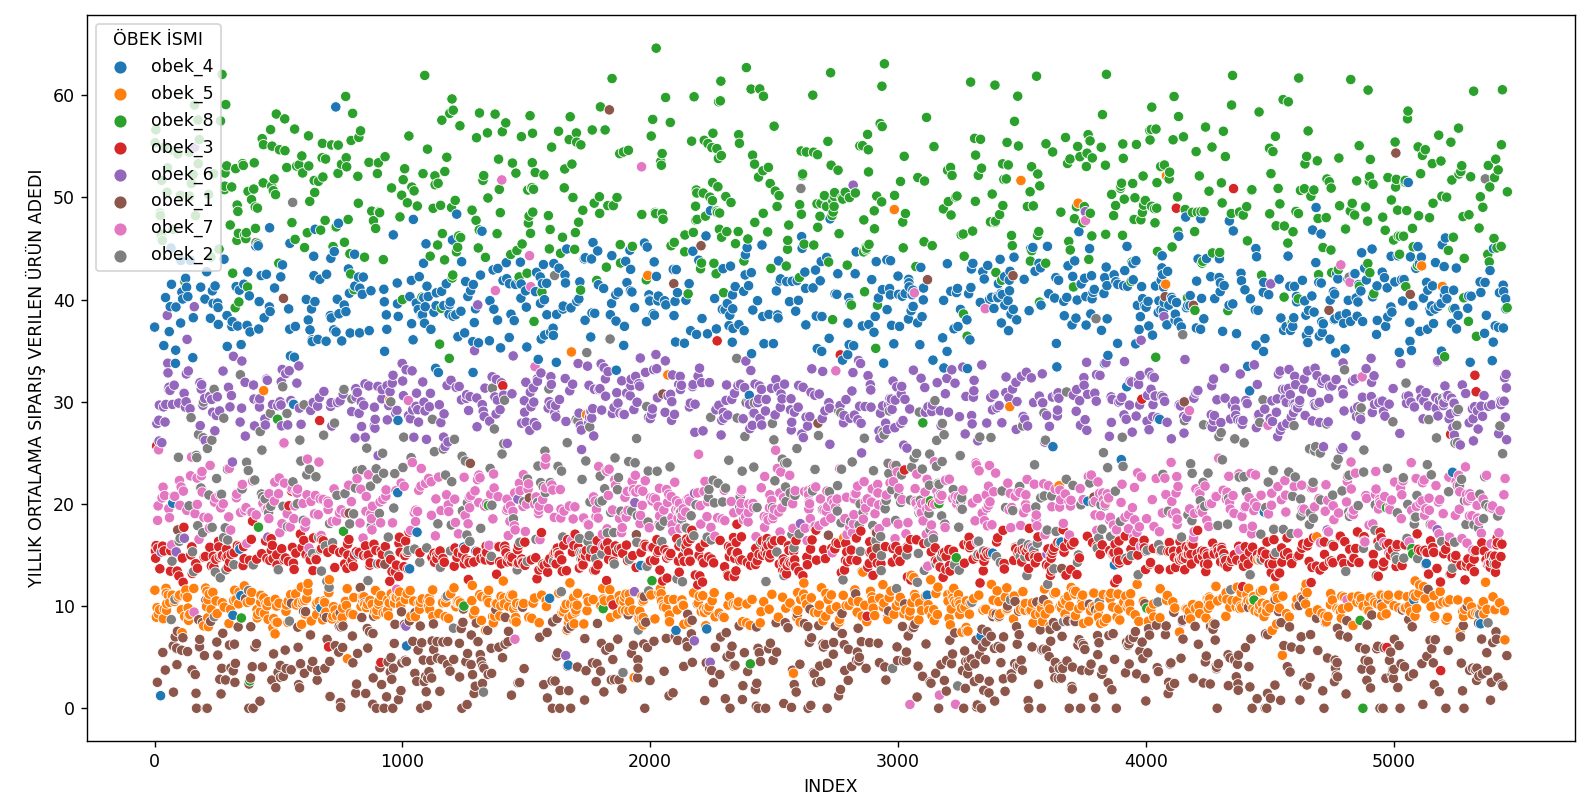 YILLIK ORTALAMA SIPARIŞ VERILEN ÜRÜN ADEDI
60
50
40
30
20
10
0
ÖBEK İSMI
obek_4
obek_5
obek_8
obek_3
obek_6
obek_1
obek_7
obek_2
0
1000
2000
3000
4000
5000
INDEX